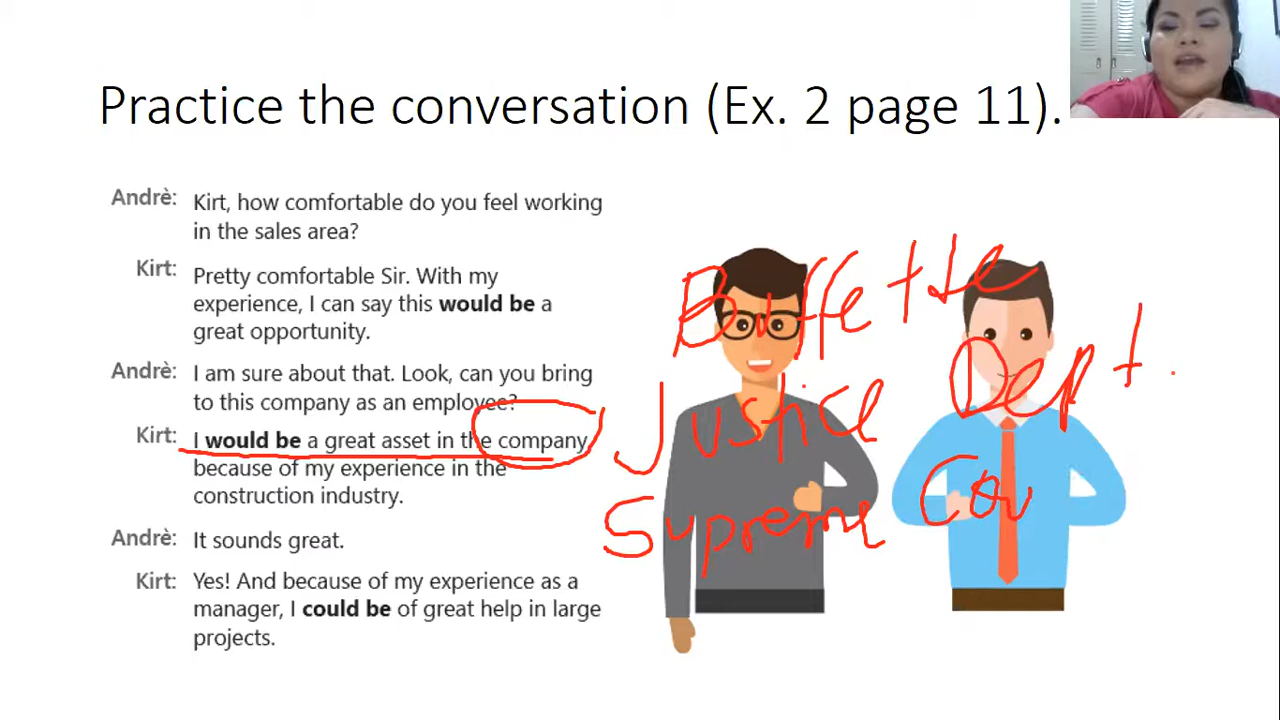 Practice the conversation (Ex. 2 page 11).
Andrè: Kirt, how comfortable do you feel working
in the sales area?
Kirt: Pretty comfortable Sir. With my
experience, I can say this would be a
great opportunity.
Andrè: I am sure about that. Look, can you bring
to this company as an employee?
Kirt: I would be a great asset in the company
because of my experience in the
construction industry.
Andrè: It sounds great.
Kirt: Yes! And because of my experience as a
manager, I could be of great help in large
projects.
Buffette
Justice Dept.
Supreme Cou